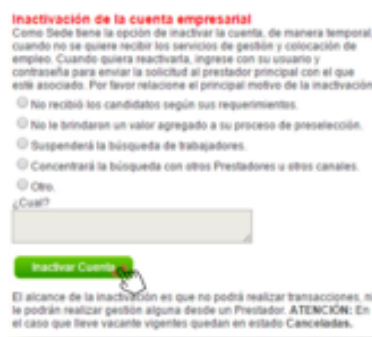 Inactivación de la cuenta empresarial
Como Sede tiene la opción de inactivar la cuenta, de manera temporal,
cuando no se quiere recibir los servicios de gestión y colocación de
empleo. Cuando quiera reactivarla, ingrese con su usuario y
contraseña para enviar la solicitud al prestador principal con el que
esté asociado. Por favor relacione el principal motivo de la inactivación
No recibió los candidatos según sus requerimientos.
No le brindaron un valor agregado a su proceso de preselección.
Suspenderá la búsqueda de trabajadores.
Concentrará la búsqueda con otros Prestadores u otros canales.
Otro.
¿Cual?
Inactivar Cuenta
El alcance de la inactivación es que no podrá realizar transacciones, ni
le podrán realizar gestión alguna desde un Prestador. ATENCIÓN: En
el caso que lleve vacante vigentes quedan en estado Canceladas.